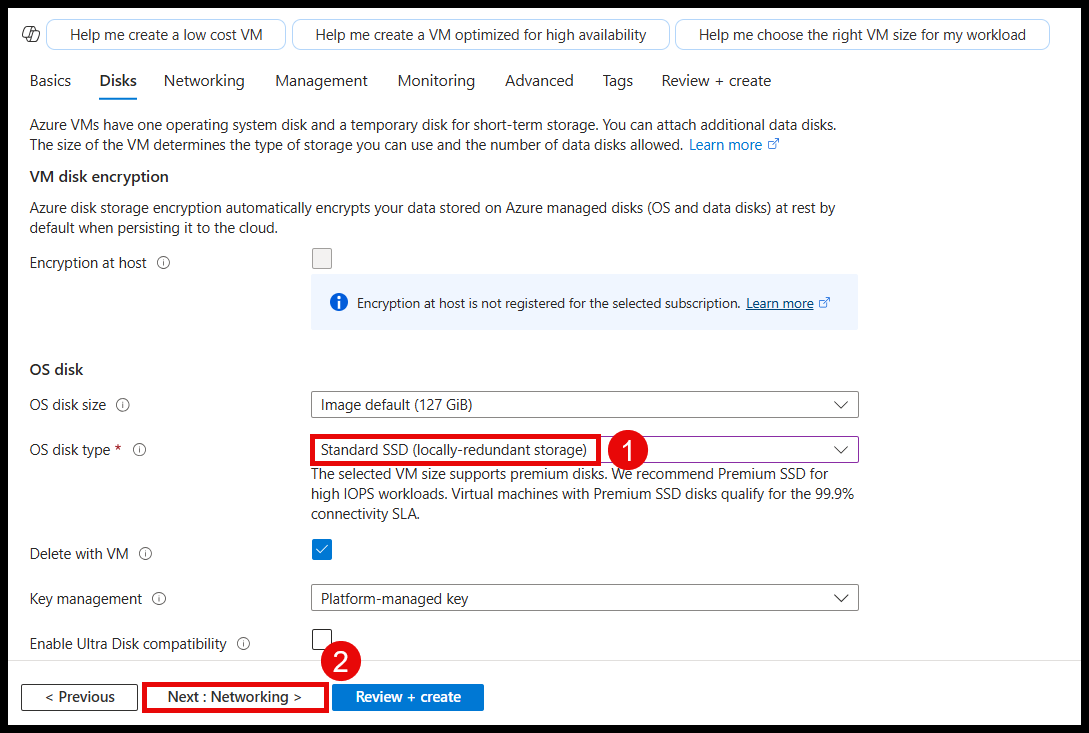 Help me create a low cost VM
Help me create a VM optimized for high availability
Help me choose the right VM size for my workload
Basics
Disks
Networking
Management
Monitoring
Advanced
Tags
Review + create
Azure VMs have one operating system disk and a temporary disk for short-term storage. You can attach additional data disks.
The size of the VM determines the type of storage you can use and the number of data disks allowed. Learn more
VM disk encryption
Azure disk storage encryption automatically encrypts your data stored on Azure managed disks (OS and data disks) at rest by
default when persisting it to the cloud.
Encryption at host
Encryption at host is not registered for the selected subscription. Learn more
OS disk
OS disk size
Image default (127 GiB)
OS disk type *
Standard SSD (locally-redundant storage)
1
The selected VM size supports premium disks. We recommend Premium SSD for
high IOPS workloads. Virtual machines with Premium SSD disks qualify for the 99.9%
connectivity SLA.
Delete with VM
Key management
Platform-managed key
Enable Ultra Disk compatibility
2
< Previous
Next : Networking >
Review + create